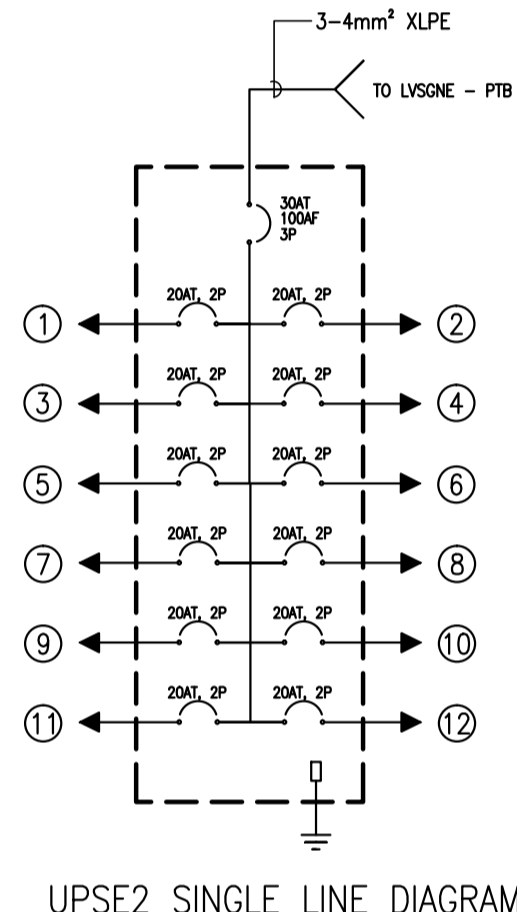 3-4mm² XLPE
TO LVSGNE - PTB
30AT
100AF
3P
20AT, 2P 20AT, 2P
1 2
20AT, 2P 20AT, 2P
3 4
20AT, 2P 20AT, 2P
5 6
20AT, 2P 20AT, 2P
7 8
20AT, 2P 20AT, 2P
9 10
20AT, 2P 20AT, 2P
11 12
UPSE2 SINGLE LINE DIAGRAM